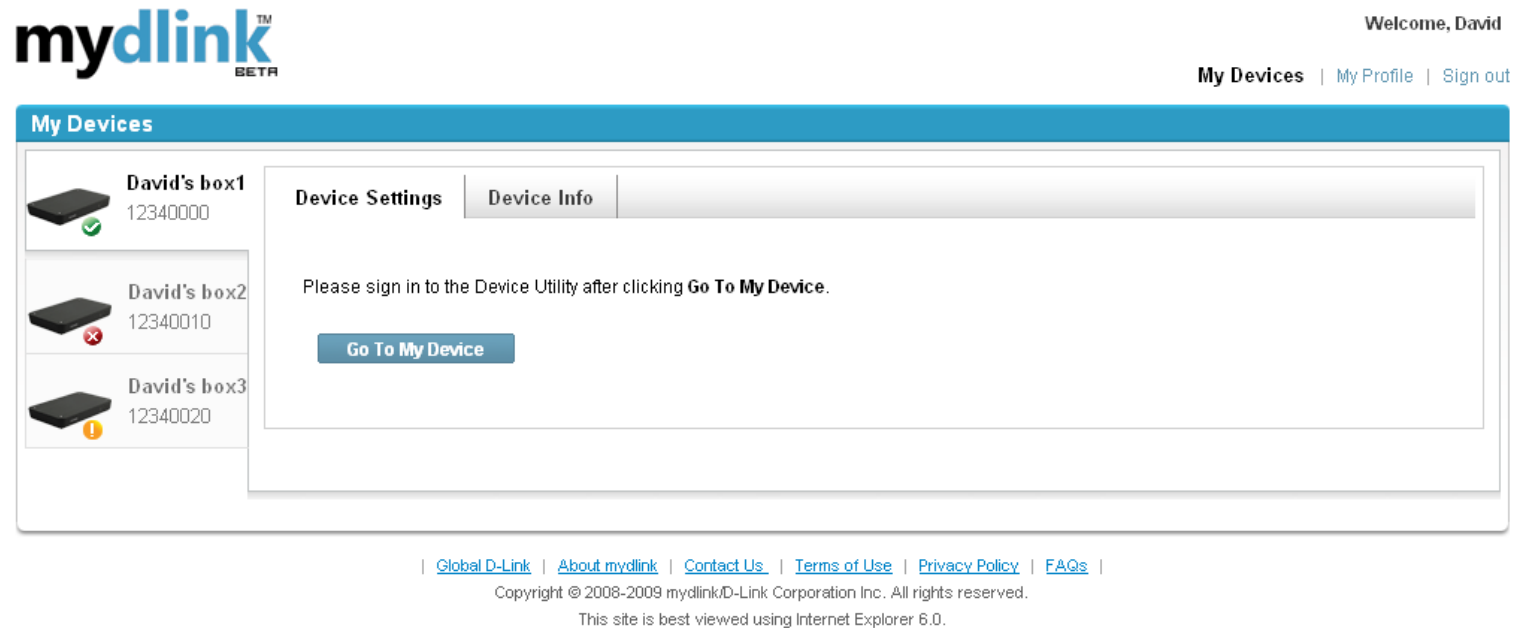 mydlink™
BETA
Welcome, David
My Devices | My Profile | Sign out
My Devices
David's box1
12340000
David's box2
12340010
David's box3
12340020
Device Settings
Device Info
Please sign in to the Device Utility after clicking Go To My Device.
Go To My Device
| Global D-Link | About mydlink | Contact Us | Terms of Use | Privacy Policy | FAQs |
Copyright © 2008-2009 mydlink/D-Link Corporation Inc. All rights reserved.
This site is best viewed using Internet Explorer 6.0.